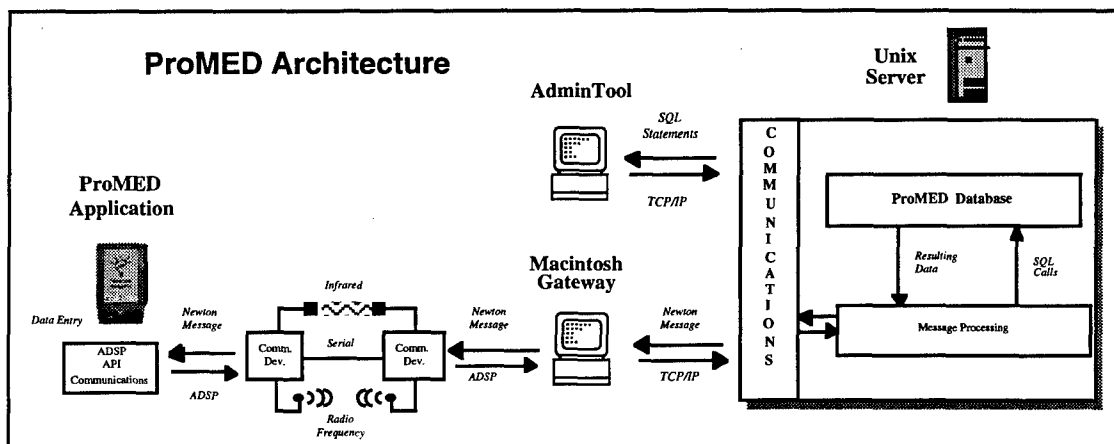 ProMED Architecture
Unix
Server
AdminTool
SQL
Statements
TCP/IP
COMMUNICATIONS
ProMED Database
Resulting
Data
SQL
Calls
Message Processing
ProMED
Application
Data Entry
Newton
Message
ADSP
API
Communications
ADSP
Infrared
Comm.
Dev.
Serial
Comm.
Dev.
Radio
Frequency
Newton
Message
ADSP
Macintosh
Gateway
Newton
Message
TCP/IP